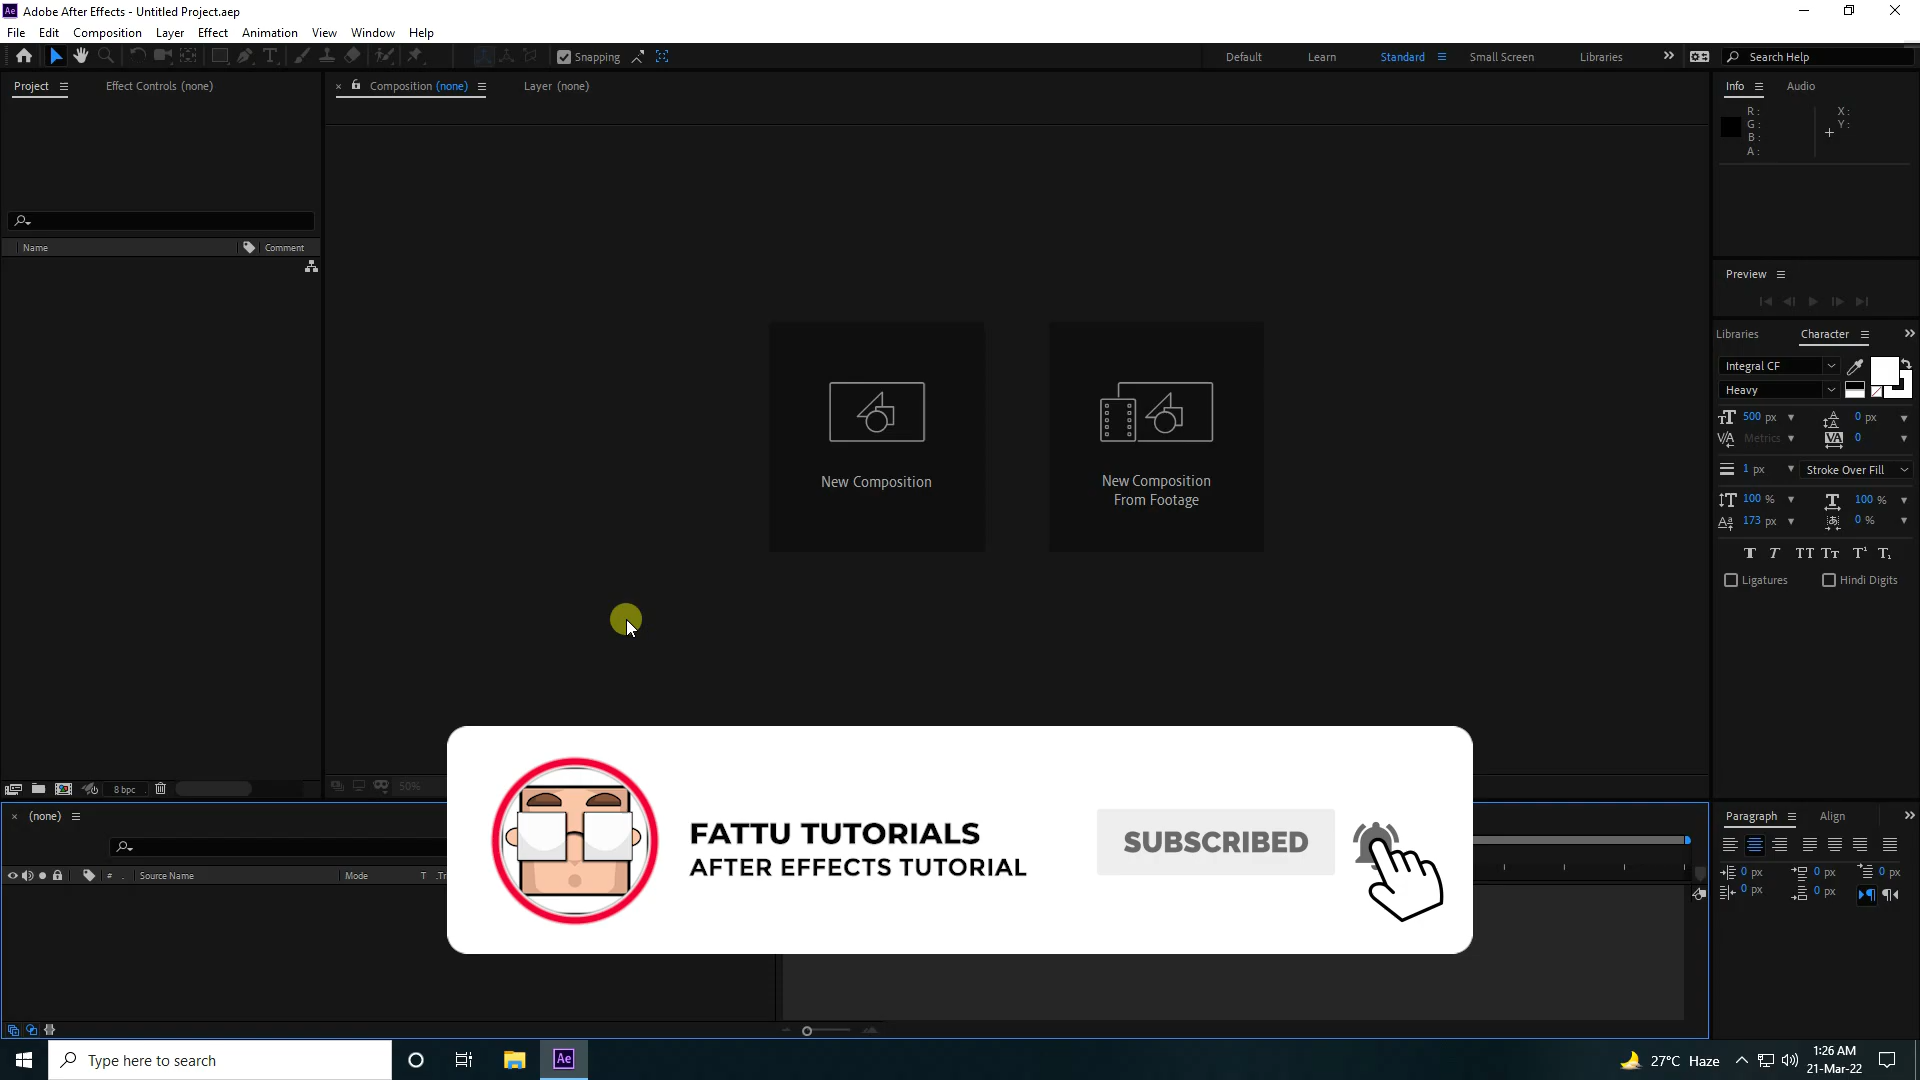 Adobe After Effects - Untitled Project.aep
File Edit Composition Layer Effect Animation View Window Help
Snapping
Default Learn Standard Small Screen Libraries Search Help
Project Effect Controls (none)
Composition (none) Layer (none)
Info Audio
R :
G :
B :
A :
X :
Y :
Name Comment
Preview
New Composition
New Composition
From Footage
Libraries Character
Integral CF
Heavy
500 px 0 px
Metrics 0
1 px Stroke Over Fill
100 % 100 %
173 px 0 %
Ligatures Hindi Digits
8 bpc
50%
(none)
Source Name Mode T
FATTU TUTORIALS
AFTER EFFECTS TUTORIAL
SUBSCRIBED
Paragraph Align
0 px 0 px 0 px
0 px 0 px
Type here to search
Ae
27°C Haze
1:26 AM
21-Mar-22